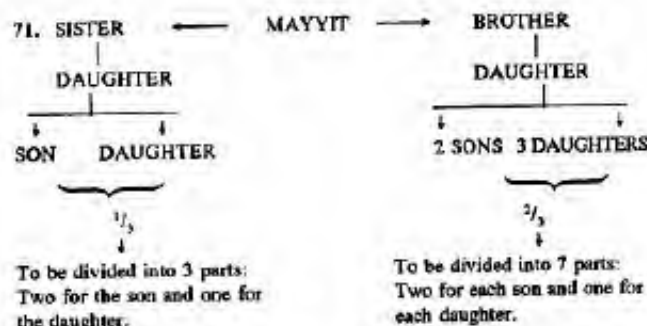 71. SISTER MAYYIT BROTHER
DAUGHTER DAUGHTER
SON DAUGHTER 2 SONS 3 DAUGHTERS
1/3 2/3
To be divided into 3 parts:
Two for the son and one for
the daughter.
To be divided into 7 parts:
Two for each son and one for
each daughter.